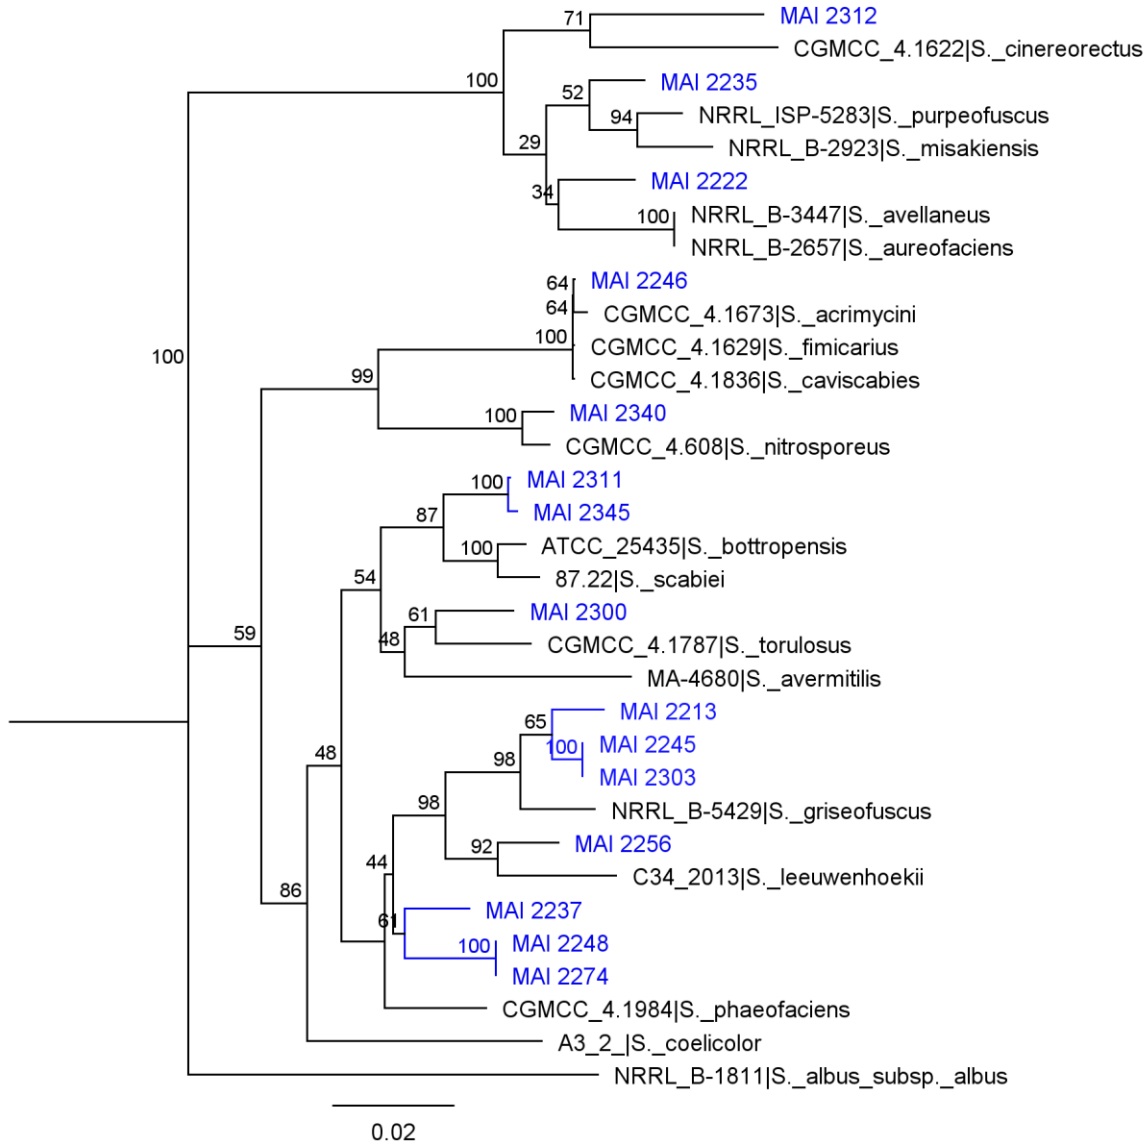 71
MAI 2312
CGMCC_4.1622|S._cinereorectus
100
52
MAI 2235
94
NRRL_ISP-5283|S._purpeofuscus
NRRL_B-2923|S._misakiensis
29
34
MAI 2222
100
NRRL_B-3447|S._avellaneus
NRRL_B-2657|S._aureofaciens
64
MAI 2246
64
CGMCC_4.1673|S._acrimycini
100
CGMCC_4.1629|S._fimicarius
CGMCC_4.1836|S._caviscabies
100
99
100
MAI 2340
CGMCC_4.608|S._nitrosporeus
100
MAI 2311
MAI 2345
87
100
ATCC_25435|S._bottropensis
87.22|S._scabiei
54
61
MAI 2300
48
CGMCC_4.1787|S._torulosus
MA-4680|S._avermitilis
59
65
MAI 2213
100
MAI 2245
MAI 2303
98
NRRL_B-5429|S._griseofuscus
48
98
92
MAI 2256
C34_2013|S._leeuwenhoekii
44
86
61
MAI 2237
100
MAI 2248
MAI 2274
CGMCC_4.1984|S._phaeofaciens
A3_2_|S._coelicolor
NRRL_B-1811|S._albus_subsp._albus
0.02